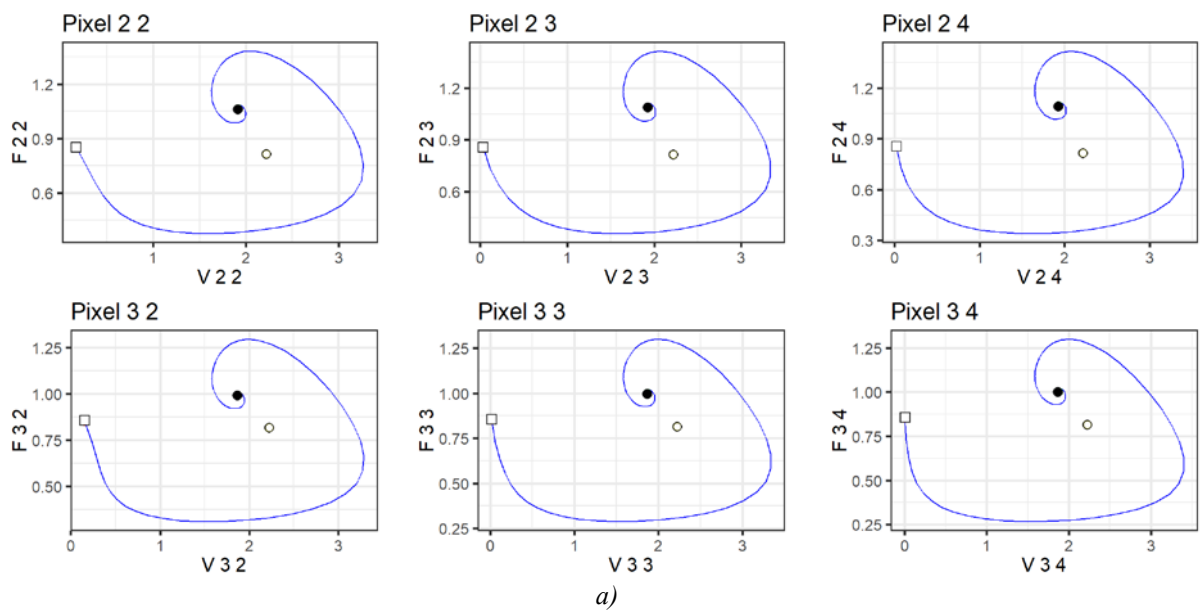 Pixel 2 2
Pixel 2 3
Pixel 2 4
1.2
0.9
0.6
F 2 2
1 2 3
V 2 2
1.2
0.9
0.6
F 2 3
0 1 2 3
V 2 3
1.2
0.9
0.6
0.3
F 2 4
0 1 2 3
V 2 4
Pixel 3 2
Pixel 3 3
Pixel 3 4
1.25
1.00
0.75
0.50
F 3 2
0 1 2 3
V 3 2
1.25
1.00
0.75
0.50
0.25
F 3 3
0 1 2 3
V 3 3
1.25
1.00
0.75
0.50
0.25
F 3 4
0 1 2 3
V 3 4
a)